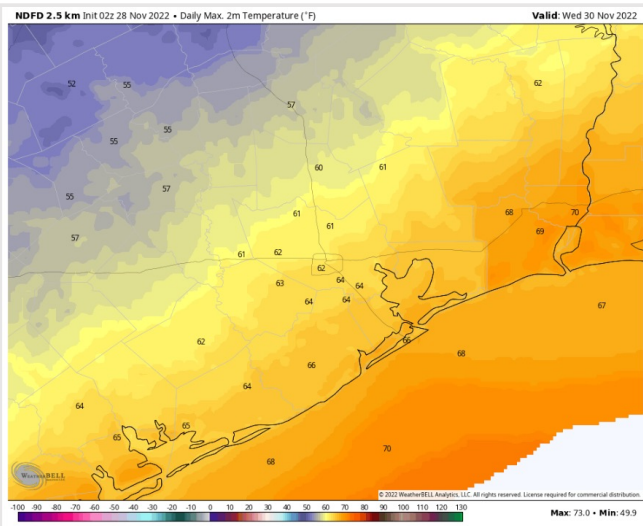 NDFD 2.5 km Init 02z 28 Nov 2022 • Daily Max. 2m Temperature (°F) Valid: Wed 30 Nov 2022
52 55 62
57
55
55
60 61
55 57
61 68 70
61 69
57
61 62
62
63 64 64
64 64 67
62 66 68
66
64
64
65 65
70
68
WEATHERBELL
© 2022 WeatherBELL Analytics, LLC. All rights reserved. License required for commercial distribution.
-100 -90 -80 -70 -60 -50 -40 -30 -20 -10 0 10 20 30 40 50 60 70 80 90 100 110 120 130
Max: 73.0 • Min: 49.9